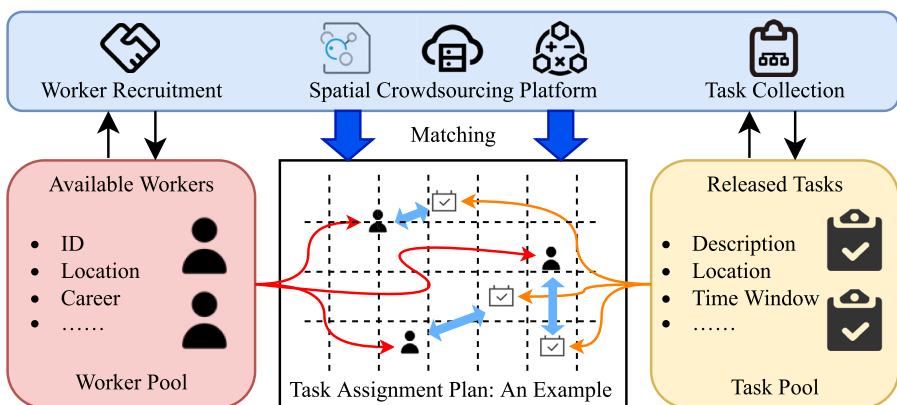 Worker Recruitment
Spatial Crowdsourcing Platform
Task Collection
Matching
Available Workers
• ID
• Location
• Career
• ……
Worker Pool
Task Assignment Plan: An Example
Released Tasks
• Description
• Location
• Time Window
• ……
Task Pool